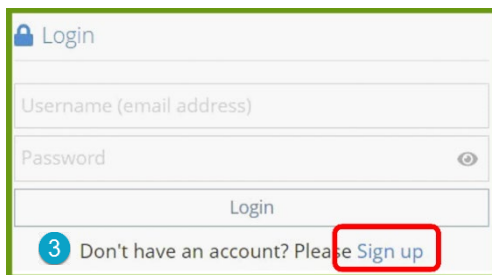 Login
Username (email address)
Password
Login
3 Don't have an account? Please Sign up